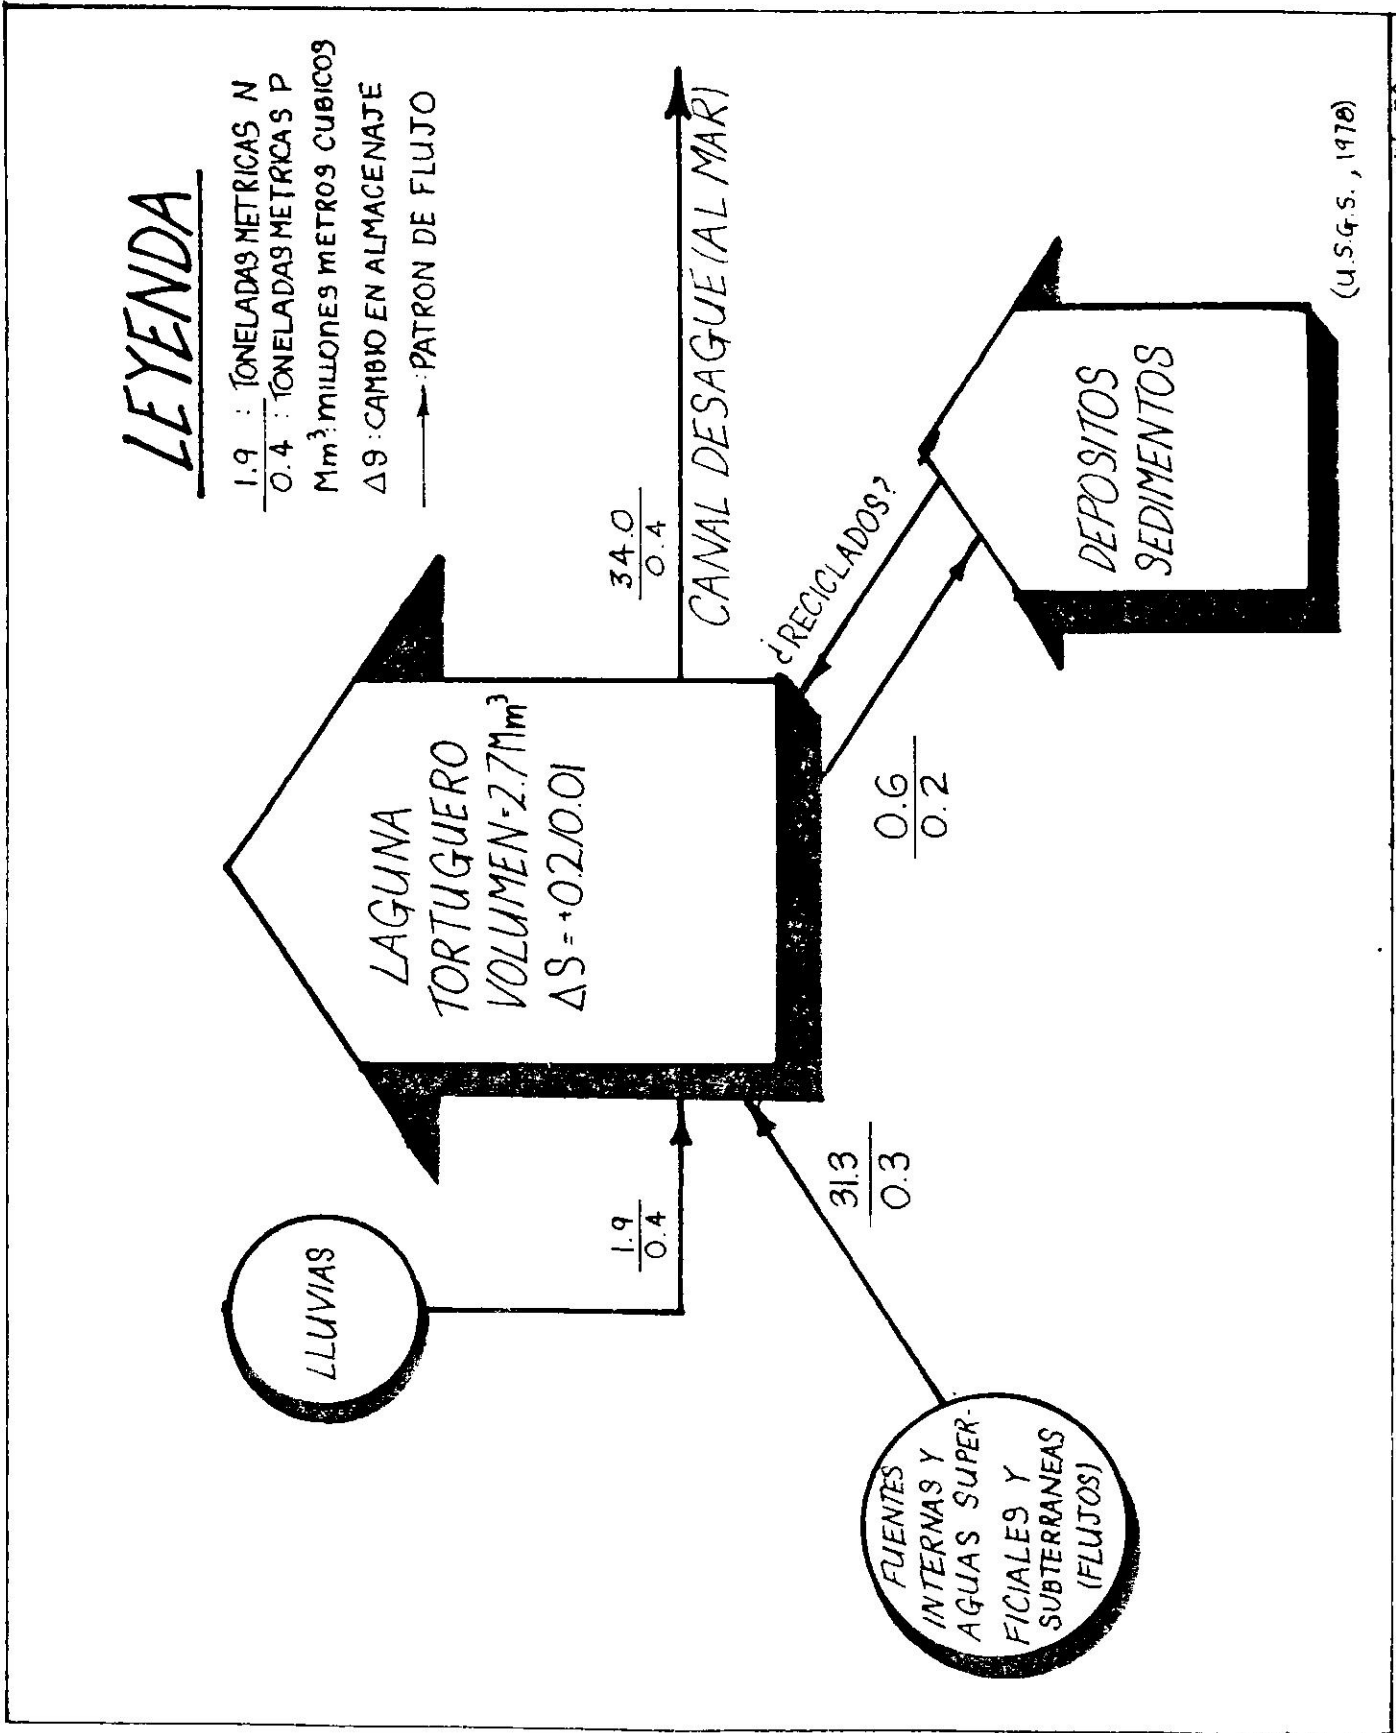 LEYENDA
1.9 : TONELADAS METRICAS N
0.4 : TONELADAS METRICAS P
Mm³: MILLONES METROS CUBICOS
ΔS : CAMBIO EN ALMACENAJE
: PATRON DE FLUJO
LLUVIAS
1.9
0.4
LAGUNA
TORTUGUERO
VOLUMEN = 2.7 Mm³
ΔS = +0.2/0.01
34.0
0.4
CANAL DESAGUE (AL MAR)
FUENTES
INTERNAS Y
AGUAS SUPER-
FICIALES Y
SUBTERRANEAS
(FLUJOS)
31.3
0.3
0.6
0.2
¿RECICLADOS?
DEPOSITOS
SEDIMENTOS
(U.S.G.S., 1978)